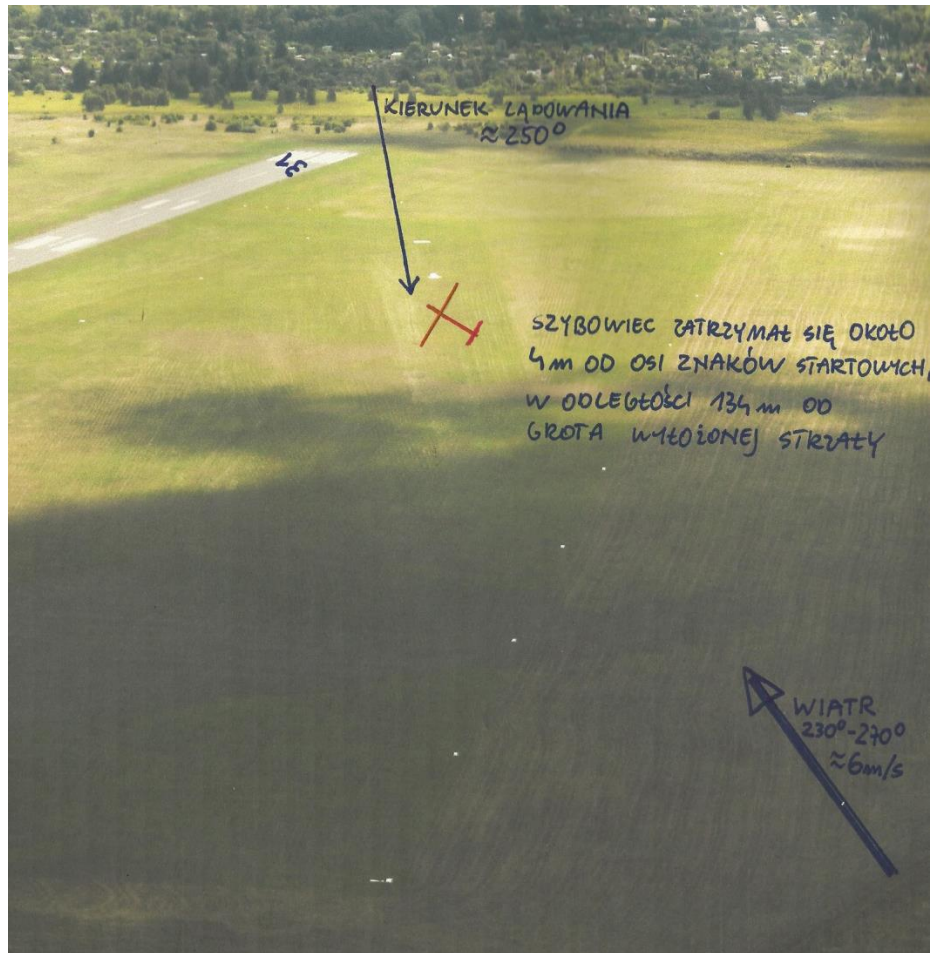 KIERUNEK LĄDOWANIA
≈ 250°
31
SZYBOWIEC ZATRZYMAŁ SIĘ OKOŁO
4m OD OSI ZNAKÓW STARTOWYCH,
W ODLEGŁOŚCI 134 m OD
GROTA WYŁOŻONEJ STRZAŁY
WIATR
230°-270°
≈6m/s